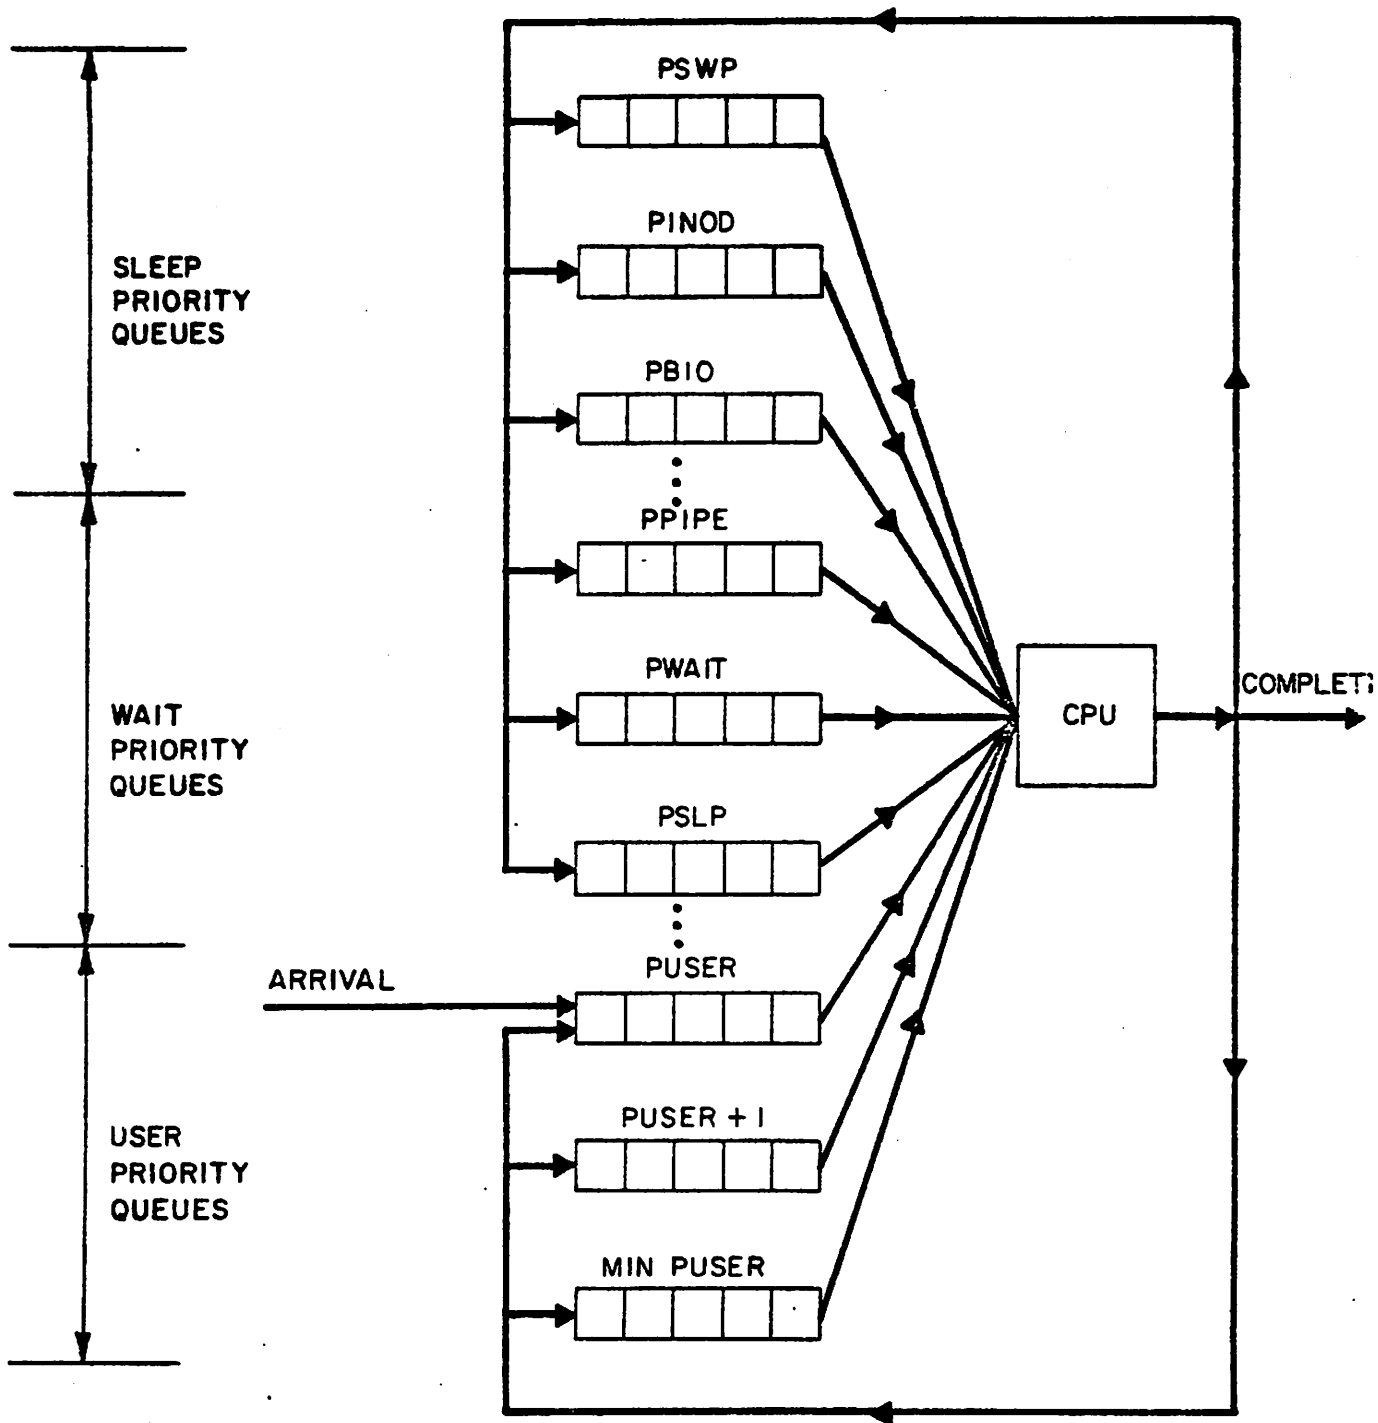 PSWP
PINOD
SLEEP
PRIORITY
QUEUES
PBIO
PPIPE
PWAIT
WAIT
PRIORITY
QUEUES
CPU
PSLP
PUSER
ARRIVAL
PUSER + 1
USER
PRIORITY
QUEUES
MIN PUSER